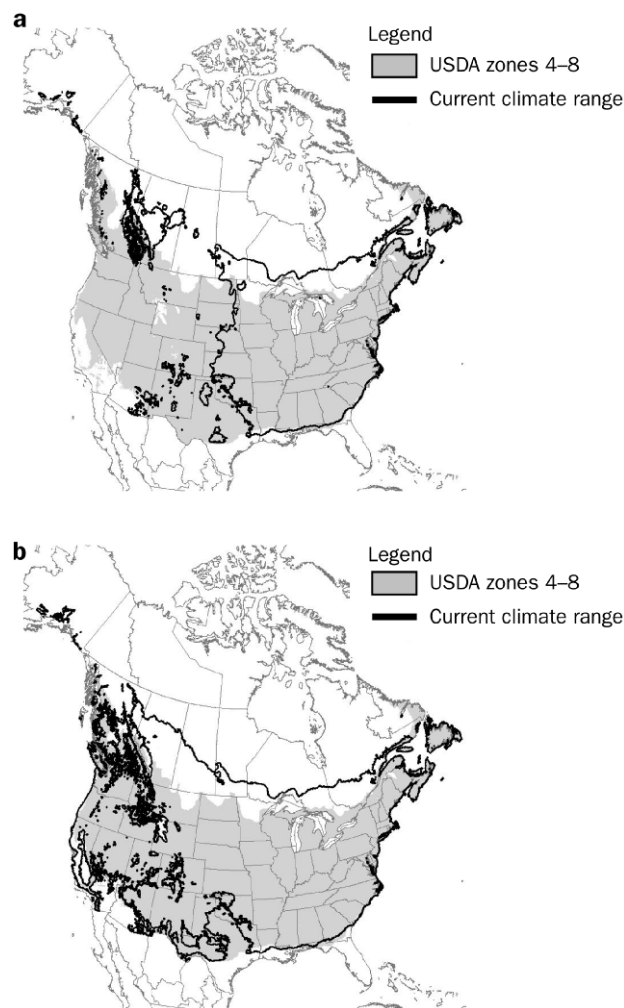 a
Legend
USDA zones 4–8
Current climate range
b
Legend
USDA zones 4–8
Current climate range